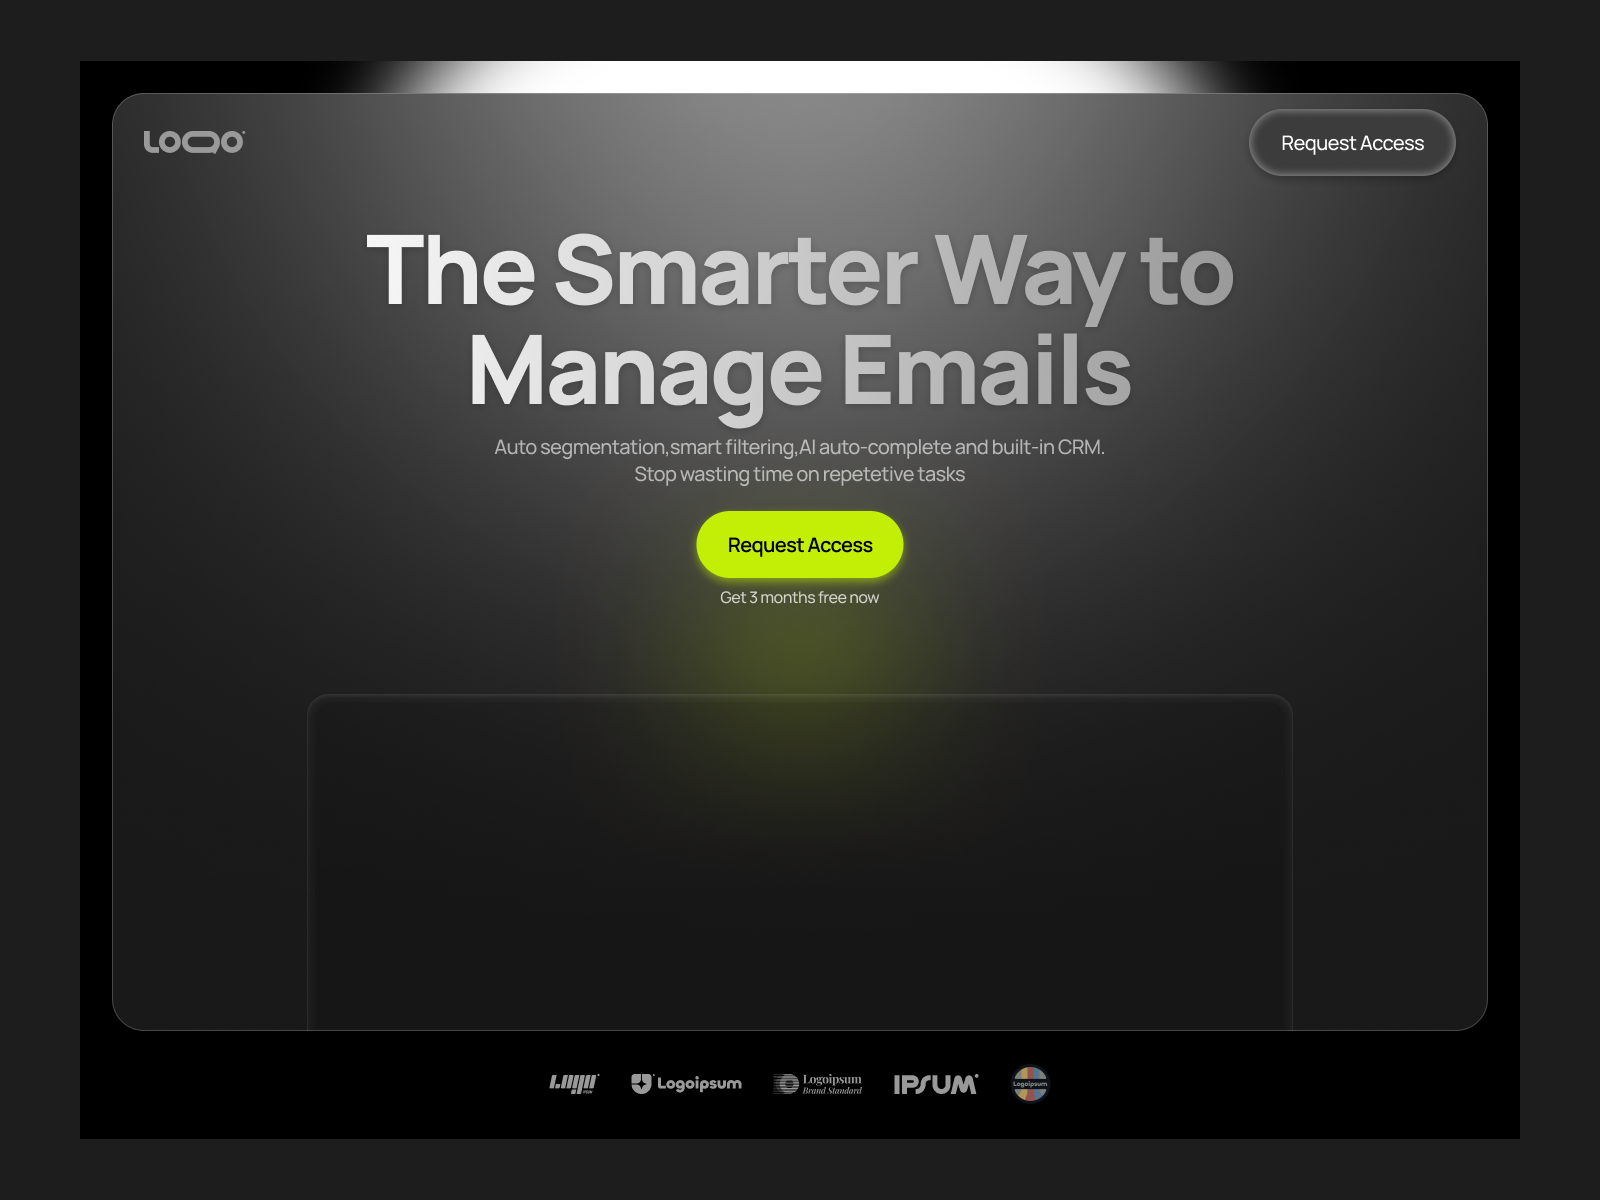 LOQO
Request Access
The Smarter Way to
Manage Emails
Auto segmentation,smart filtering,AI auto-complete and built-in CRM.
Stop wasting time on repetetive tasks
Request Access
Get 3 months free now
Logoipsum
Logoipsum
Brand Standard
IPSUM
Logoipsum